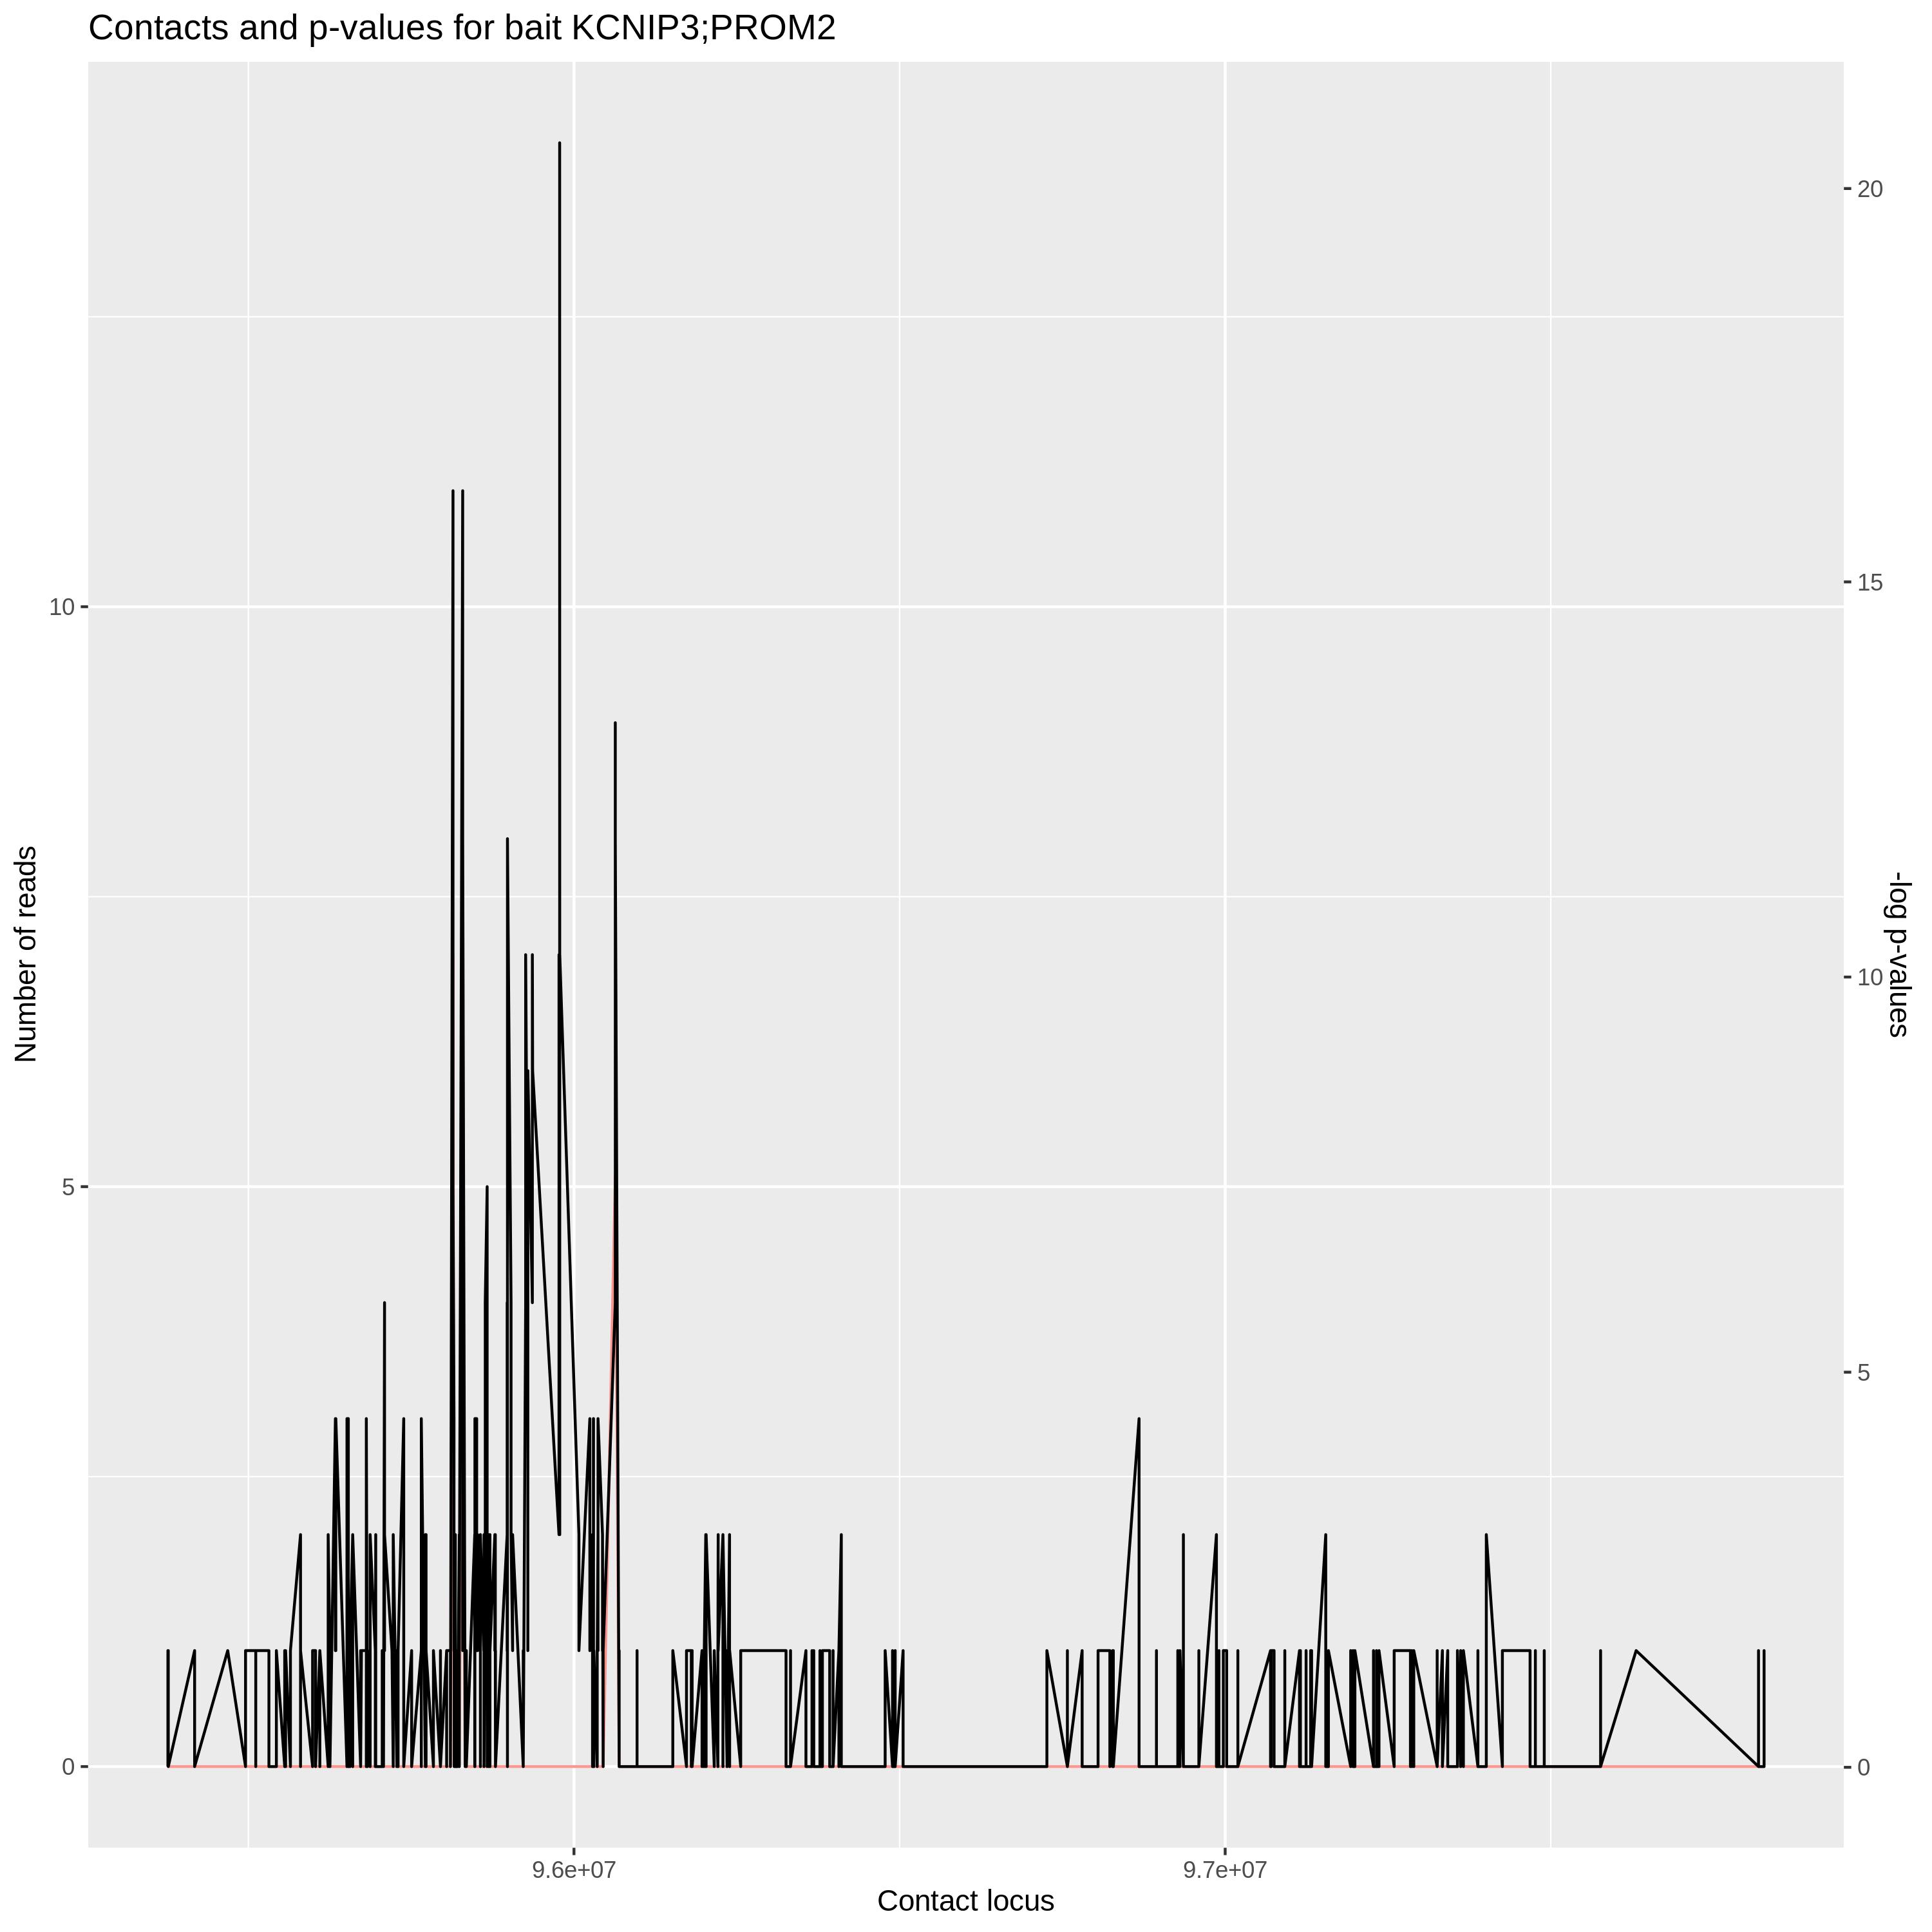 Contacts and p-values for bait KCNIP3;PROM2
Number of reads
10
5
0
20
15
10
5
0
-log p-values
9.6e+07
9.7e+07
Contact locus